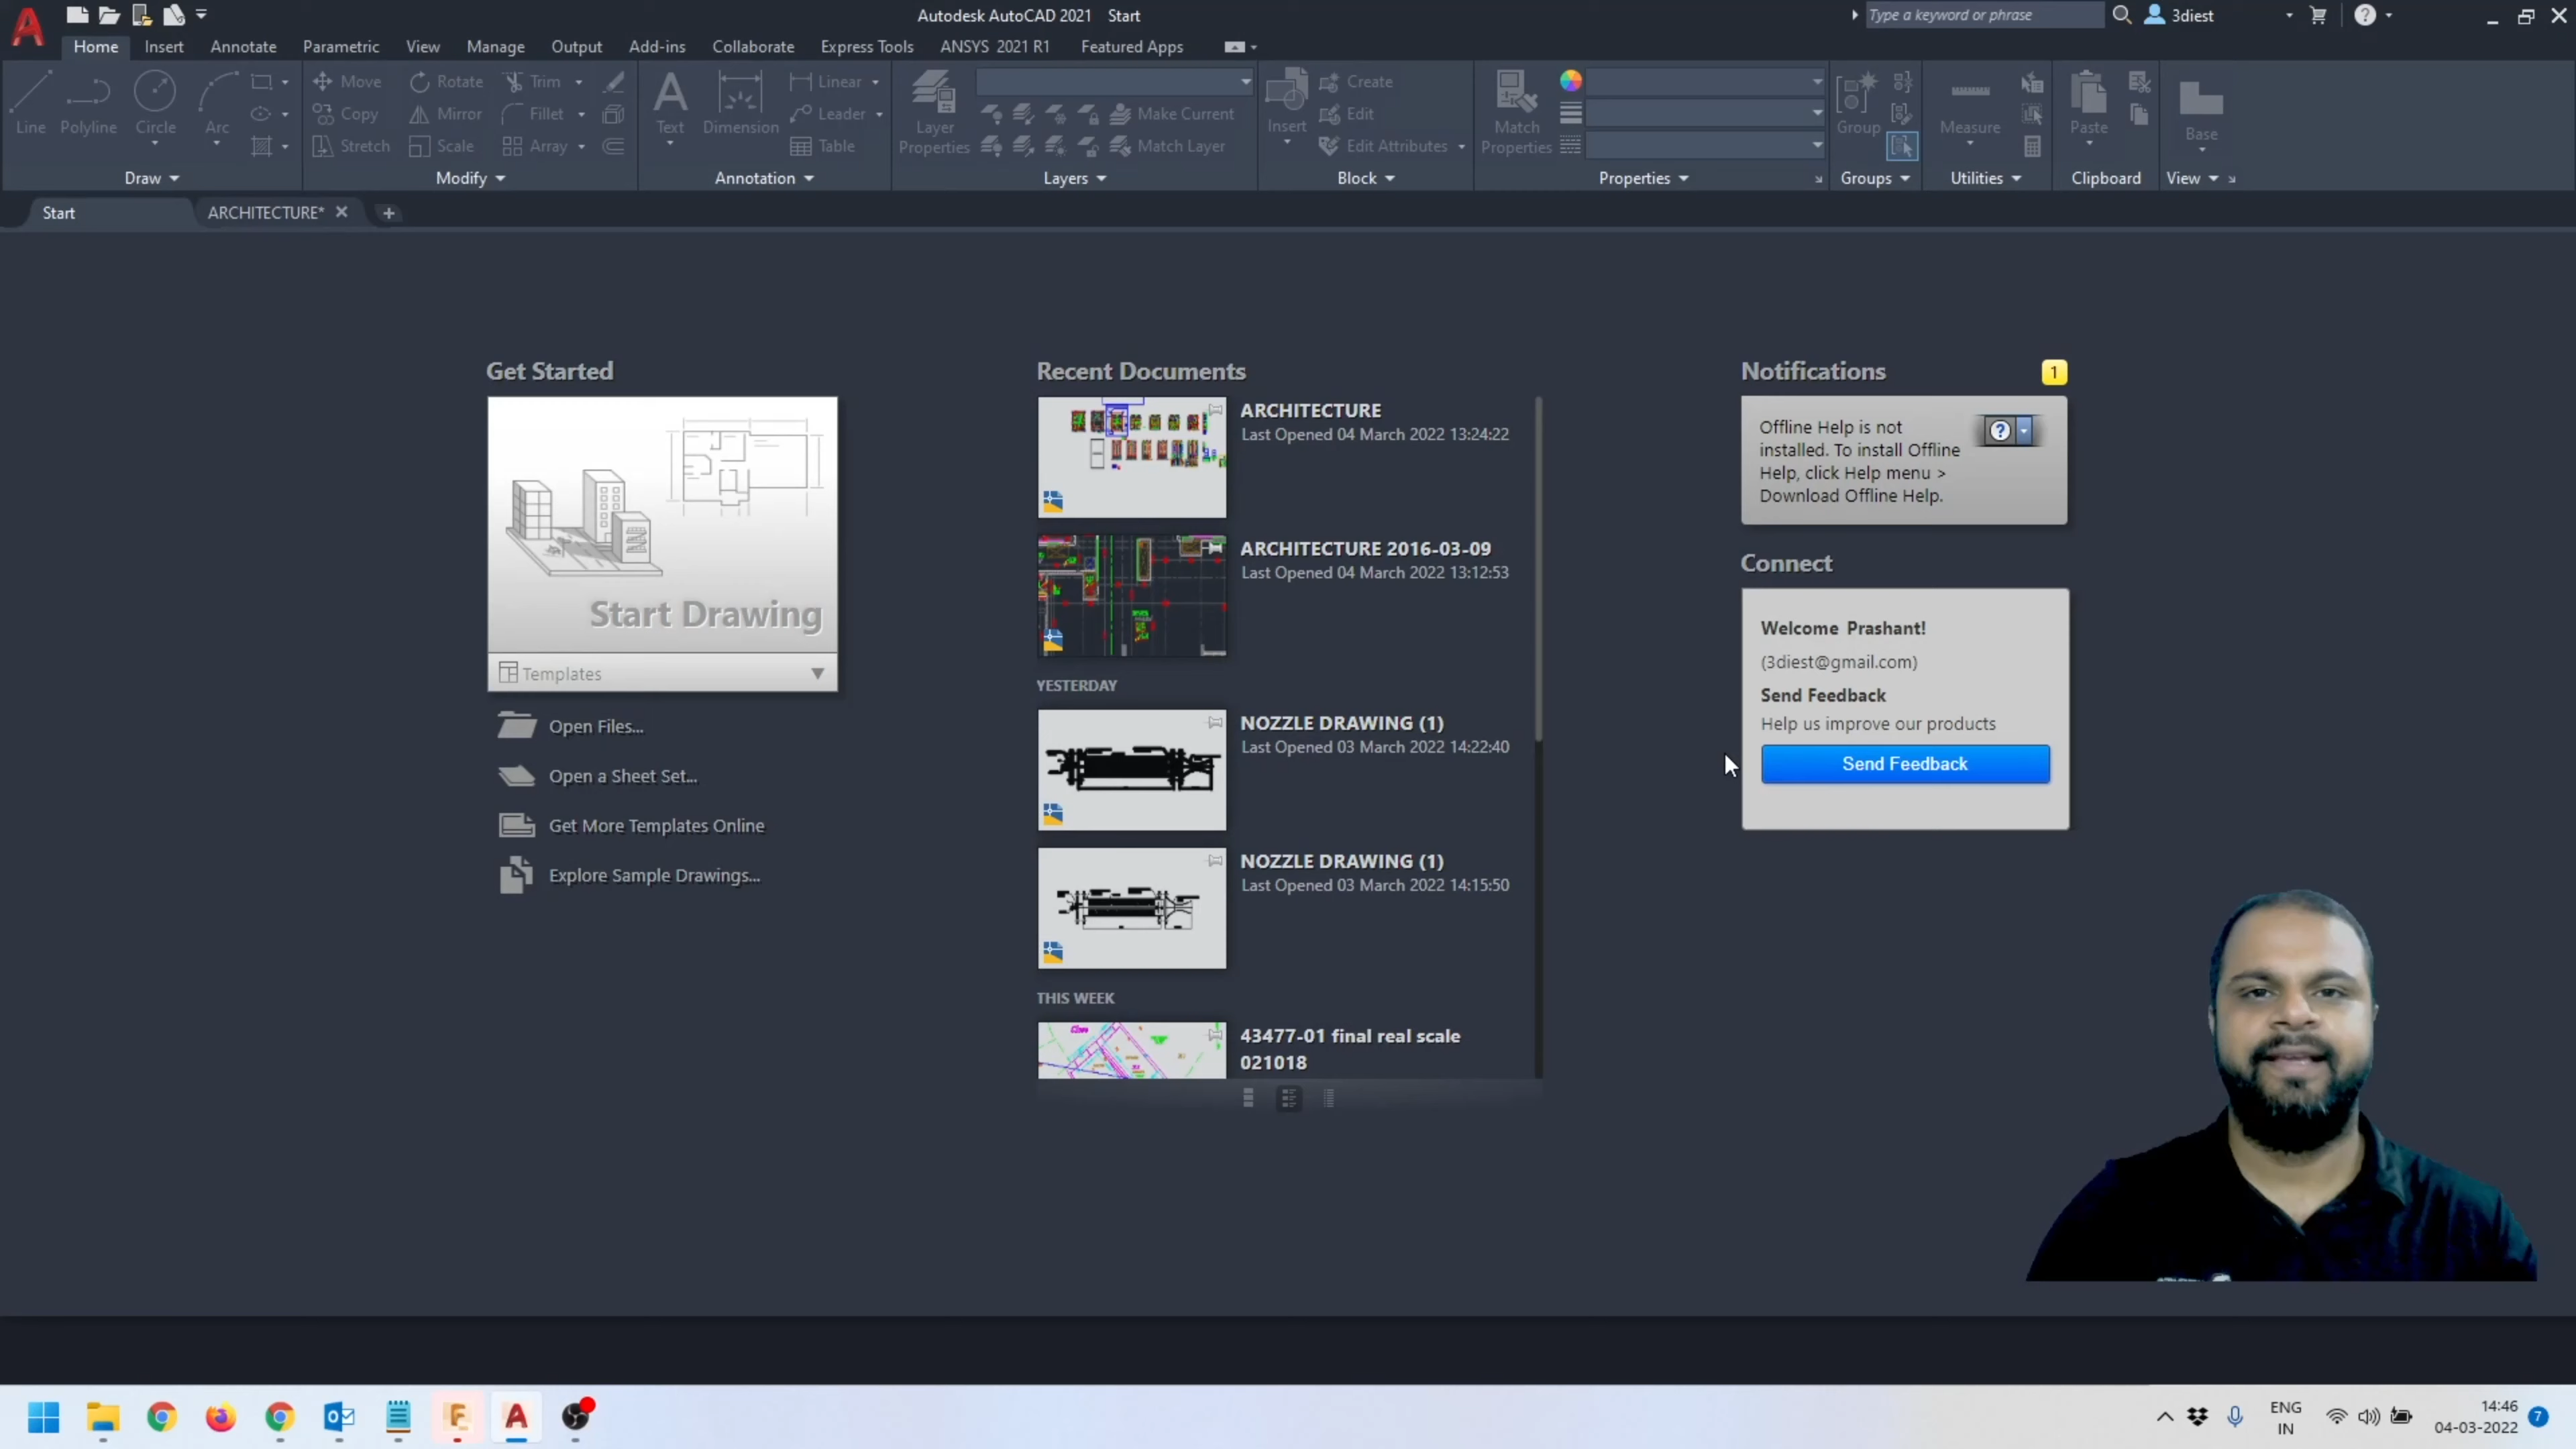 Autodesk AutoCAD 2021 Start
Type a keyword or phrase
3diest
Home Insert Annotate Parametric View Manage Output Add-ins Collaborate Express Tools ANSYS 2021 R1 Featured Apps
Line Polyline Circle Arc
Move Rotate Trim
Copy Mirror Fillet
Stretch Scale Array
Text Dimension
Linear
Leader
Table
Layer
Properties
Make Current
Match Layer
Insert
Create
Edit
Edit Attributes
Match
Properties
Group
Measure
Paste
Base
Draw Modify Annotation Layers Block Properties Groups Utilities Clipboard View
Start ARCHITECTURE*
Get Started
Start Drawing
Templates
Open Files...
Open a Sheet Set...
Get More Templates Online
Explore Sample Drawings...
Recent Documents
ARCHITECTURE
Last Opened 04 March 2022 13:24:22
ARCHITECTURE 2016-03-09
Last Opened 04 March 2022 13:12:53
YESTERDAY
NOZZLE DRAWING (1)
Last Opened 03 March 2022 14:22:40
NOZZLE DRAWING (1)
Last Opened 03 March 2022 14:15:50
THIS WEEK
43477-01 final real scale
021018
Notifications 1
Offline Help is not
installed. To install Offline
Help, click Help menu >
Download Offline Help.
Connect
Welcome Prashant!
(3diest@gmail.com)
Send Feedback
Help us improve our products
Send Feedback
ENG
IN
14:46
04-03-2022
7